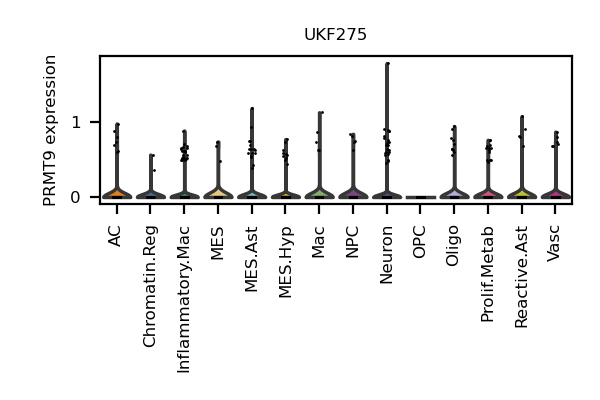 UKF275
PRMT9 expression
1
0
AC
Chromatin.Reg
Inflammatory.Mac
MES
MES.Ast
MES.Hyp
Mac
NPC
Neuron
OPC
Oligo
Prolif.Metab
Reactive.Ast
Vasc